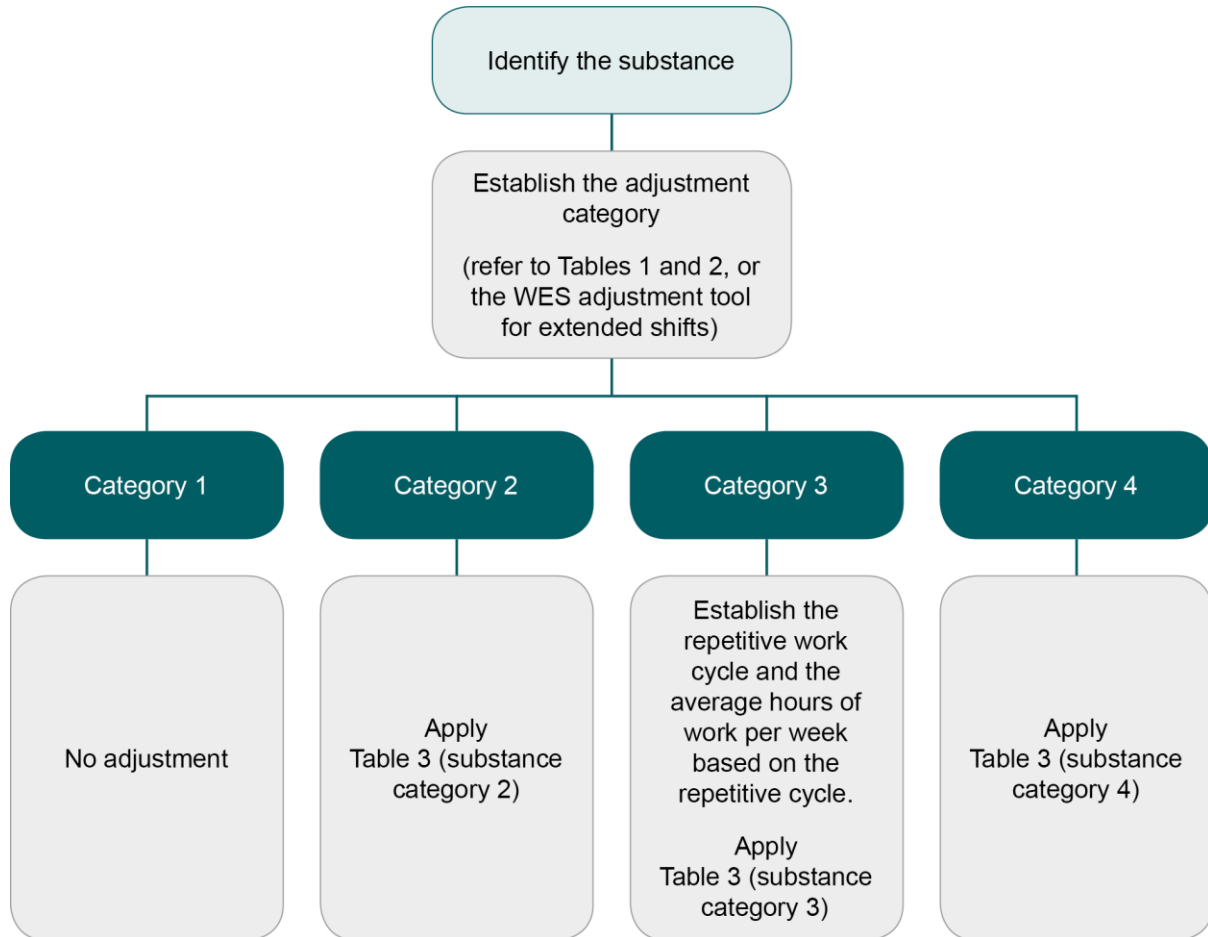 Identify the substance
Establish the adjustment
category
(refer to Tables 1 and 2, or
the WES adjustment tool
for extended shifts)
Category 1
Category 2
Category 3
Category 4
No adjustment
Apply
Table 3 (substance
category 2)
Establish the
repetitive work
cycle and the
average hours of
work per week
based on the
repetitive cycle.
Apply
Table 3 (substance
category 3)
Apply
Table 3 (substance
category 4)